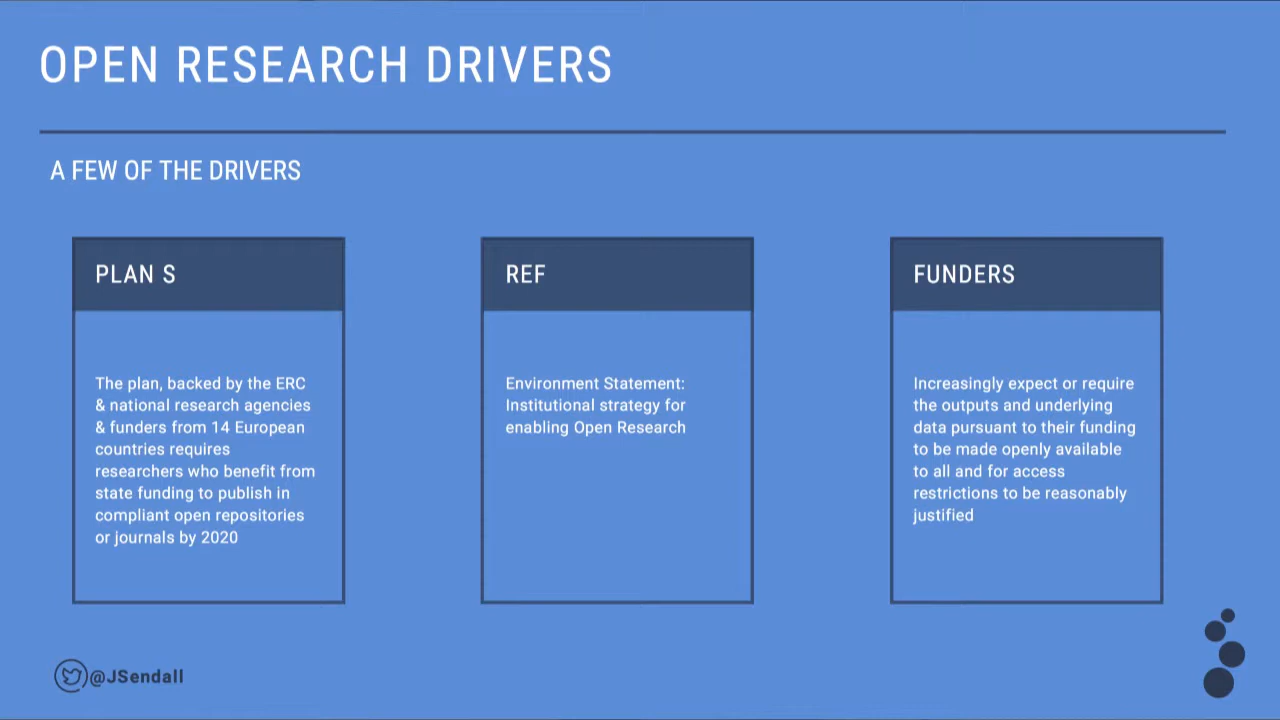 OPEN RESEARCH DRIVERS
A FEW OF THE DRIVERS
PLAN S
The plan, backed by the ERC
& national research agencies
& funders from 14 European
countries requires
researchers who benefit from
state funding to publish in
compliant open repositories
or journals by 2020
REF
Environment Statement:
Institutional strategy for
enabling Open Research
FUNDERS
Increasingly expect or require
the outputs and underlying
data pursuant to their funding
to be made openly available
to all and for access
restrictions to be reasonably
justified
@JSendall